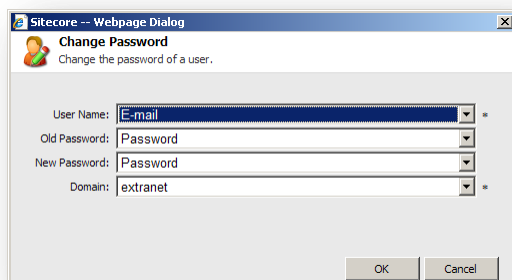 Sitecore -- Webpage Dialog
Change Password
Change the password of a user.
User Name: E-mail *
Old Password: Password
New Password: Password
Domain: extranet *
OK Cancel